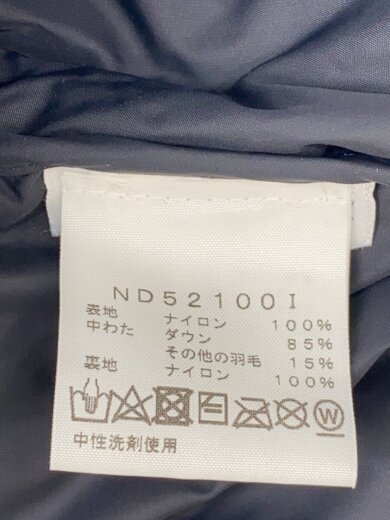 ND52100I
表地 ナイロン 100%
中わた ダウン 85%
その他の羽毛 15%
裏地 ナイロン 100%
W
中性洗剤使用